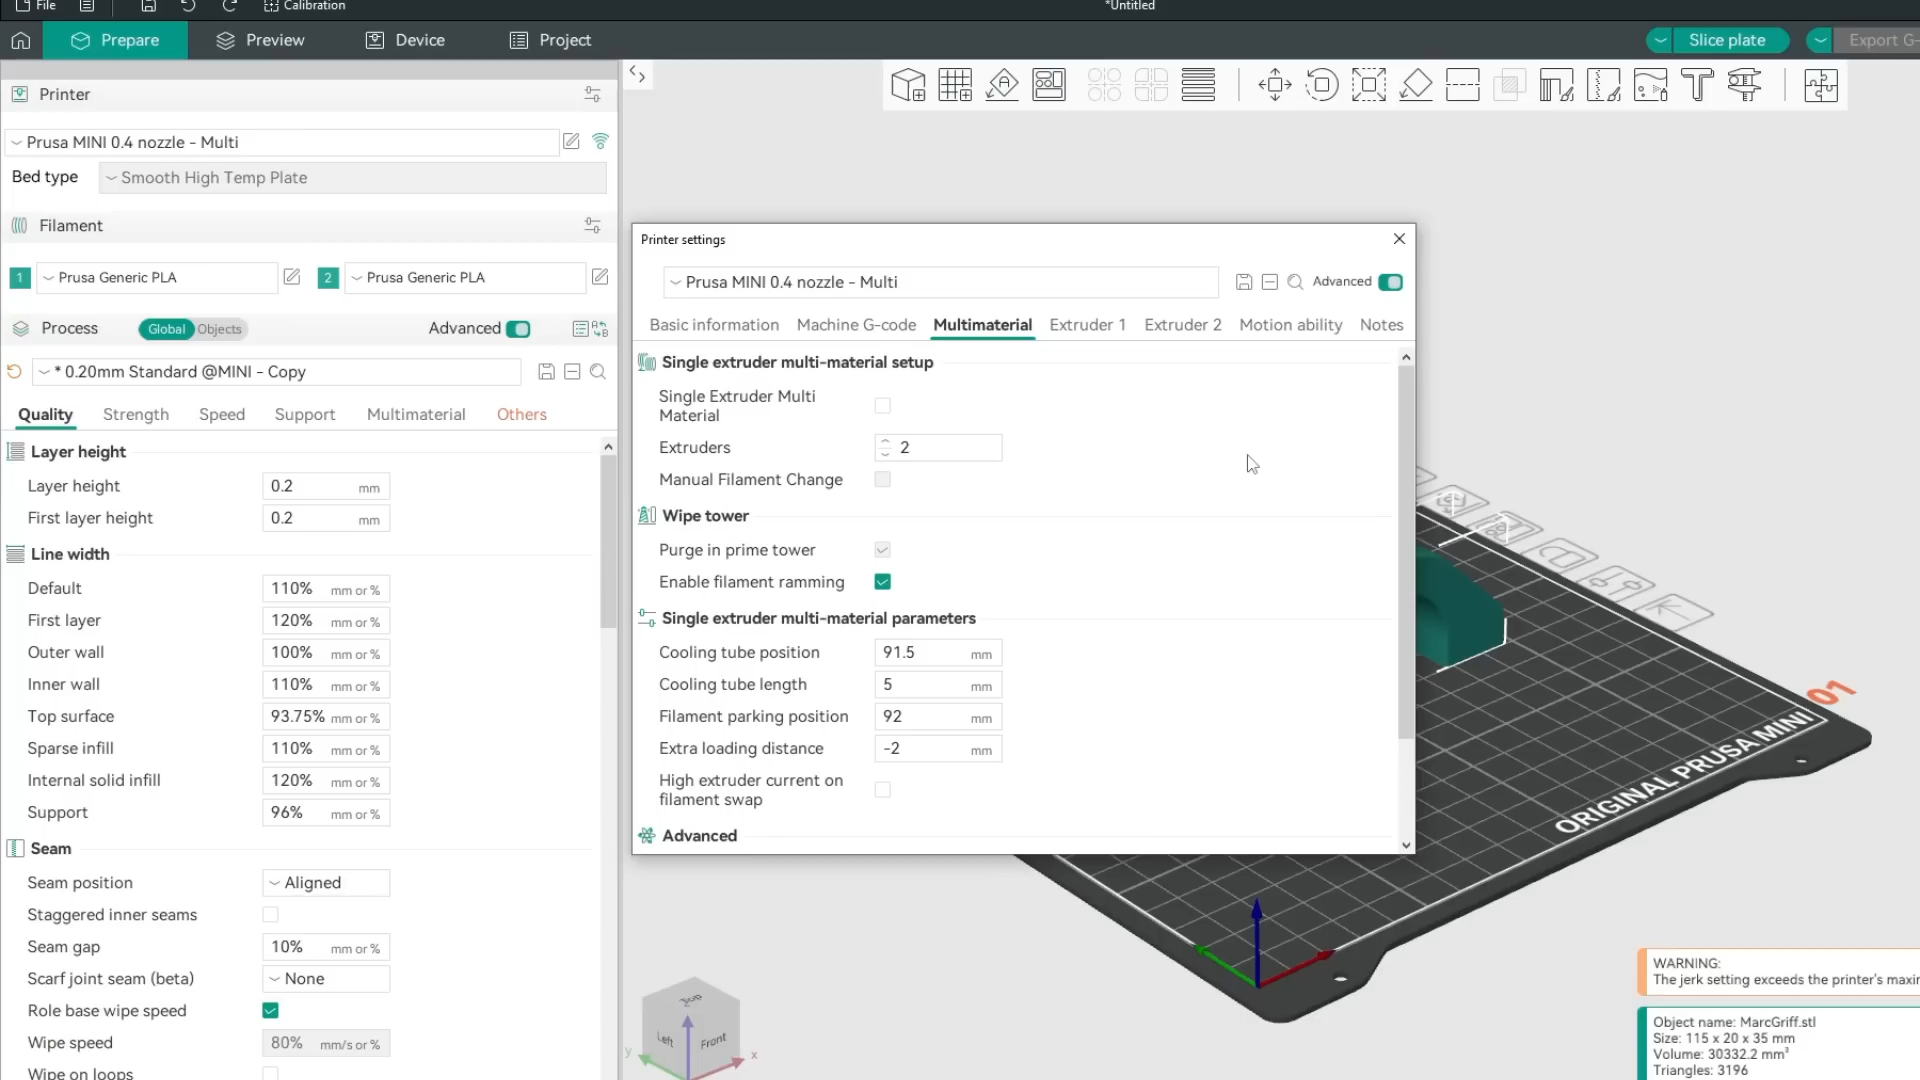 File
Calibration
*Untitled
Prepare
Preview
Device
Project
Slice plate
Export G-
Printer
Prusa MINI 0.4 nozzle - Multi
Bed type
Smooth High Temp Plate
Filament
1
Prusa Generic PLA
2
Prusa Generic PLA
Process
Global
Objects
Advanced
* 0.20mm Standard @MINI - Copy
Quality
Strength
Speed
Support
Multimaterial
Others
Layer height
Layer height 0.2 mm
First layer height 0.2 mm
Line width
Default 110% mm or %
First layer 120% mm or %
Outer wall 100% mm or %
Inner wall 110% mm or %
Top surface 93.75% mm or %
Sparse infill 110% mm or %
Internal solid infill 120% mm or %
Support 96% mm or %
Seam
Seam position Aligned
Staggered inner seams
Seam gap 10% mm or %
Scarf joint seam (beta) None
Role base wipe speed
Wipe speed 80% mm/s or %
Wipe on loops
Printer settings
Prusa MINI 0.4 nozzle - Multi
Advanced
Basic information
Machine G-code
Multimaterial
Extruder 1
Extruder 2
Motion ability
Notes
Single extruder multi-material setup
Single Extruder Multi
Material
Extruders 2
Manual Filament Change
Wipe tower
Purge in prime tower
Enable filament ramming
Single extruder multi-material parameters
Cooling tube position 91.5 mm
Cooling tube length 5 mm
Filament parking position 92 mm
Extra loading distance -2 mm
High extruder current on
filament swap
Advanced
01
ORIGINAL PRUSA MINI
Top
Left
Front
y
z
x
WARNING:
The jerk setting exceeds the printer's maxi
Object name: MarcGriff.stl
Size: 115 x 20 x 35 mm
Volume: 30332.2 mm³
Triangles: 3196